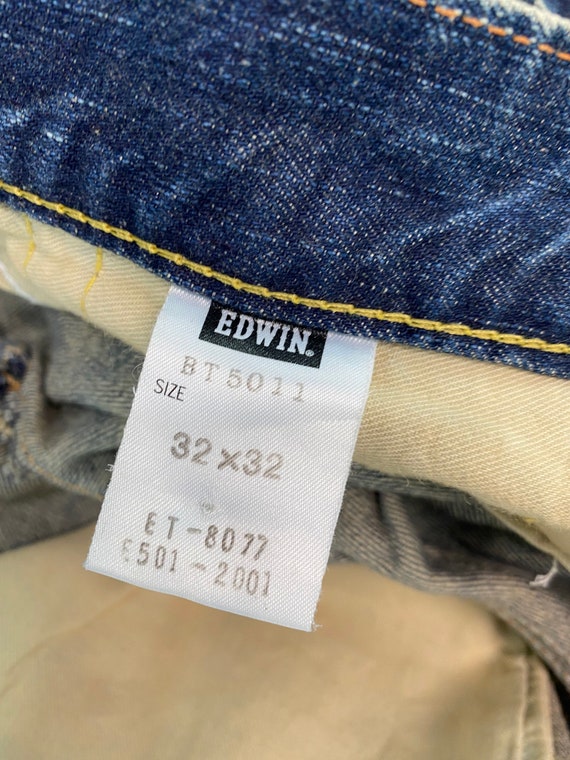 EDWIN.
BT5011
SIZE
32×32
ET-8077
E501-2001